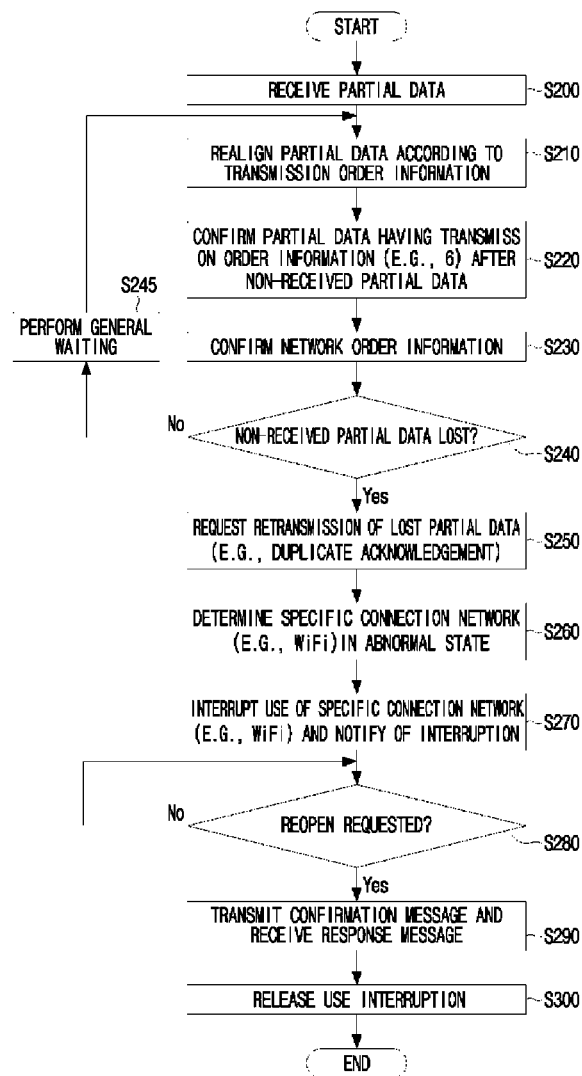 START
RECEIVE PARTIAL DATA
S200
REALIGN PARTIAL DATA ACCORDING TO
TRANSMISSION ORDER INFORMATION
S210
CONFIRM PARTIAL DATA HAVING TRANSMISS
ON ORDER INFORMATION (E.G., 6) AFTER
NON-RECEIVED PARTIAL DATA
S220
S245
PERFORM GENERAL
WAITING
CONFIRM NETWORK ORDER INFORMATION
S230
No
NON-RECEIVED PARTIAL DATA LOST?
S240
Yes
REQUEST RETRANSMISSION OF LOST PARTIAL DATA
(E.G., DUPLICATE ACKNOWLEDGEMENT)
S250
DETERMINE SPECIFIC CONNECTION NETWORK
(E.G., WiFi)IN ABNORMAL STATE
S260
INTERRUPT USE OF SPECIFIC CONNECTION NETWORK
(E.G., WiFi) AND NOTIFY OF INTERRUPTION
S270
No
REOPEN REQUESTED?
S280
Yes
TRANSMIT CONFIRMATION MESSAGE AND
RECEIVE RESPONSE MESSAGE
S290
RELEASE USE INTERRUPTION
S300
END